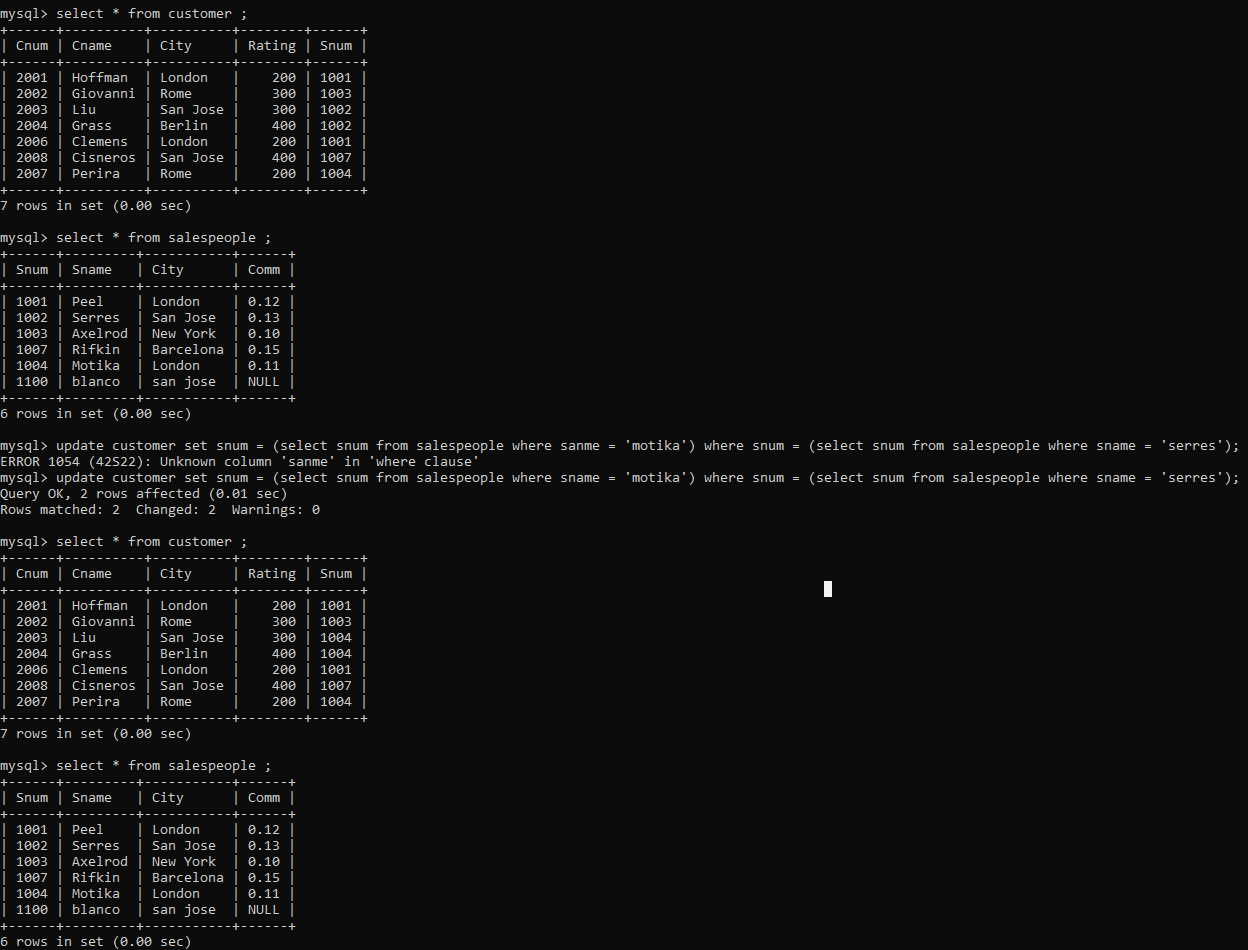 mysql> select * from customer ;
+------+----------+----------+--------+------+
| Cnum | Cname    | City     | Rating | Snum |
+------+----------+----------+--------+------+
| 2001 | Hoffman  | London   |    200 | 1001 |
| 2002 | Giovanni | Rome     |    300 | 1003 |
| 2003 | Liu      | San Jose |    300 | 1002 |
| 2004 | Grass    | Berlin   |    400 | 1002 |
| 2006 | Clemens  | London   |    200 | 1001 |
| 2008 | Cisneros | San Jose |    400 | 1007 |
| 2007 | Perira   | Rome     |    200 | 1004 |
+------+----------+----------+--------+------+
7 rows in set (0.00 sec)

mysql> select * from salespeople ;
+------+---------+-----------+------+
| Snum | Sname   | City      | Comm |
+------+---------+-----------+------+
| 1001 | Peel    | London    | 0.12 |
| 1002 | Serres  | San Jose  | 0.13 |
| 1003 | Axelrod | New York  | 0.10 |
| 1007 | Rifkin  | Barcelona | 0.15 |
| 1004 | Motika  | London    | 0.11 |
| 1100 | blanco  | san jose  | NULL |
+------+---------+-----------+------+
6 rows in set (0.00 sec)

mysql> update customer set snum = (select snum from salespeople where sanme = 'motika') where snum = (select snum from salespeople where sname = 'serres');
ERROR 1054 (42S22): Unknown column 'sanme' in 'where clause'
mysql> update customer set snum = (select snum from salespeople where sname = 'motika') where snum = (select snum from salespeople where sname = 'serres');
Query OK, 2 rows affected (0.01 sec)
Rows matched: 2  Changed: 2  Warnings: 0

mysql> select * from customer ;
+------+----------+----------+--------+------+
| Cnum | Cname    | City     | Rating | Snum |
+------+----------+----------+--------+------+
| 2001 | Hoffman  | London   |    200 | 1001 |
| 2002 | Giovanni | Rome     |    300 | 1003 |
| 2003 | Liu      | San Jose |    300 | 1004 |
| 2004 | Grass    | Berlin   |    400 | 1004 |
| 2006 | Clemens  | London   |    200 | 1001 |
| 2008 | Cisneros | San Jose |    400 | 1007 |
| 2007 | Perira   | Rome     |    200 | 1004 |
+------+----------+----------+--------+------+
7 rows in set (0.00 sec)

mysql> select * from salespeople ;
+------+---------+-----------+------+
| Snum | Sname   | City      | Comm |
+------+---------+-----------+------+
| 1001 | Peel    | London    | 0.12 |
| 1002 | Serres  | San Jose  | 0.13 |
| 1003 | Axelrod | New York  | 0.10 |
| 1007 | Rifkin  | Barcelona | 0.15 |
| 1004 | Motika  | London    | 0.11 |
| 1100 | blanco  | san jose  | NULL |
+------+---------+-----------+------+
6 rows in set (0.00 sec)